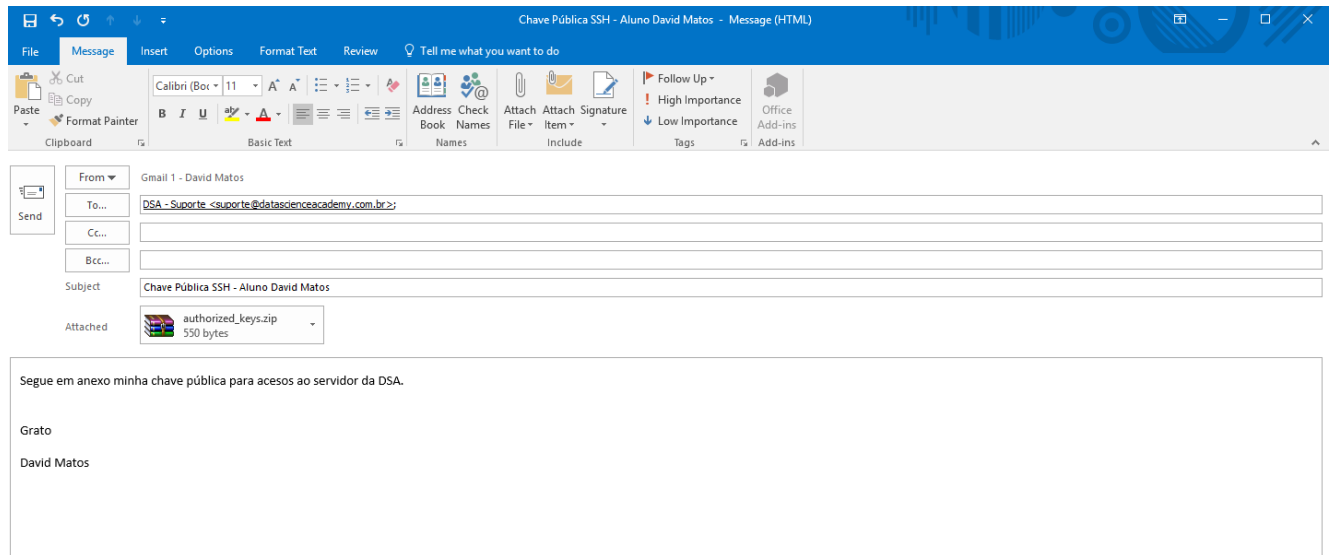 Chave Pública SSH - Aluno David Matos - Message (HTML)
File Message Insert Options Format Text Review Tell me what you want to do
Paste
Cut
Copy
Format Painter
Clipboard
Calibri (Boc 11
B I U
Basic Text
Address Book
Check Names
Names
Attach File
Attach Item
Signature
Include
Follow Up
High Importance
Low Importance
Tags
Office Add-ins
Add-ins
Send
From Gmail 1 - David Matos
To... DSA - Suporte <suporte@datascienceacademy.com.br>;
Cc...
Bcc...
Subject Chave Pública SSH - Aluno David Matos
Attached authorized_keys.zip
550 bytes
Segue em anexo minha chave pública para acesos ao servidor da DSA.
Grato
David Matos